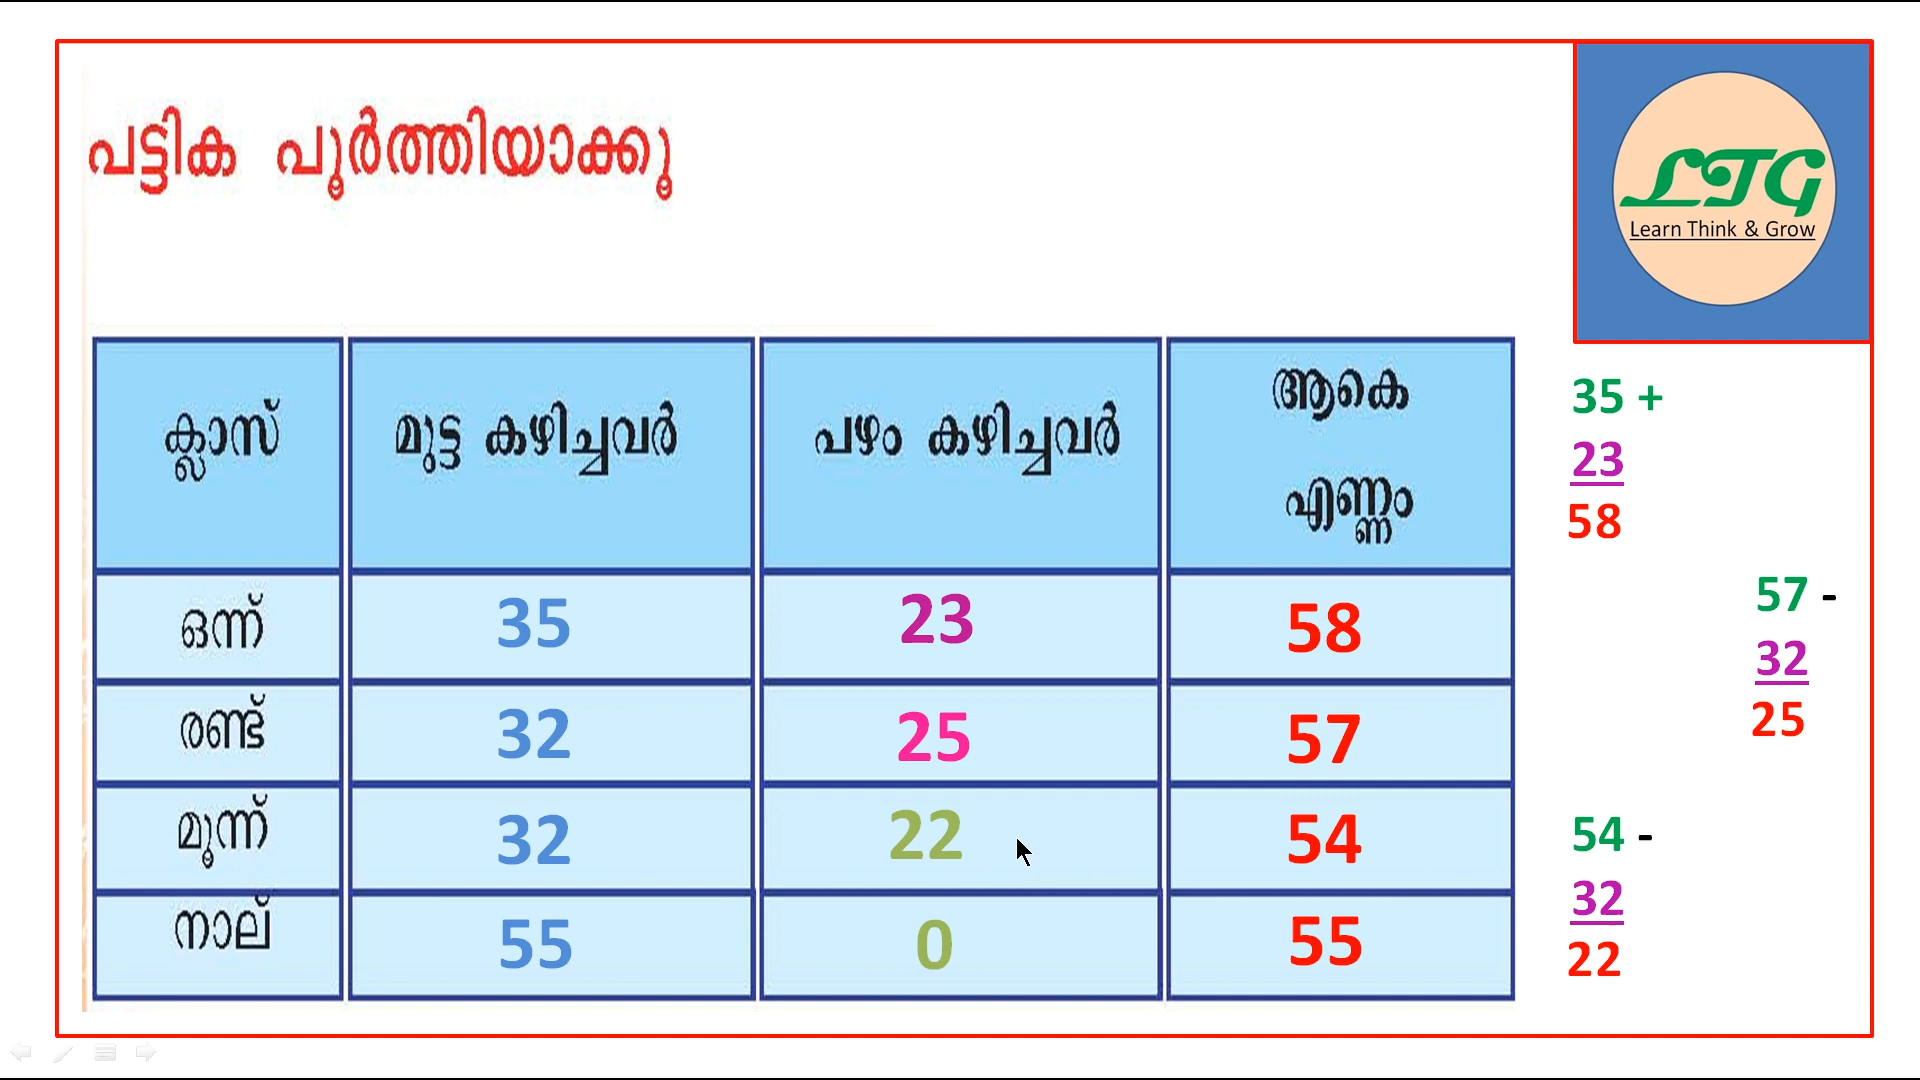 പട്ടിക പൂർത്തിയാക്കൂ
LTG
Learn Think & Grow
ക്ലാസ് മുട്ട കഴിച്ചവർ പഴം കഴിച്ചവർ ആകെ എണ്ണം
ഒന്ന് 35 23 58
രണ്ട് 32 25 57
മൂന്ന് 32 22 54
നാല് 55 0 55
35 +
23
58
57 -
32
25
54 -
32
22